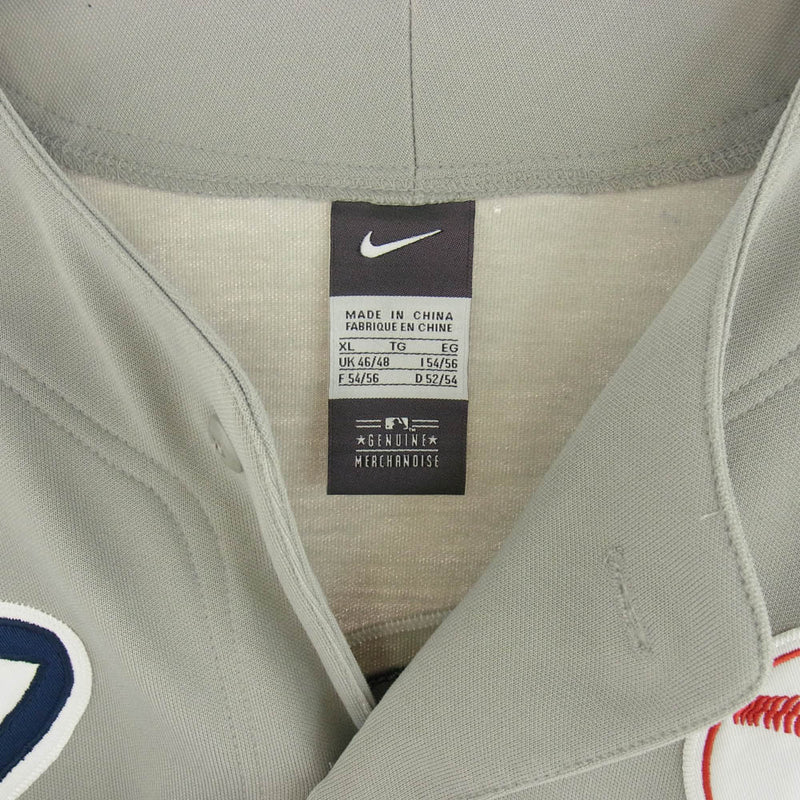 MADE IN CHINA
FABRIQUE EN CHINE
XL TG EG
UK 46/48 I 54/56
F 54/56 D 52/54
GENUINE
MERCHANDISE